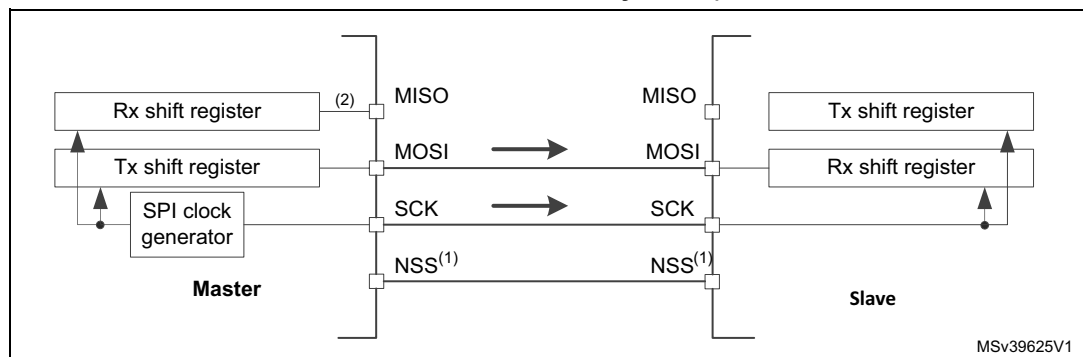 Rx shift register
(2)
MISO
MISO
Tx shift register
Tx shift register
MOSI
MOSI
Rx shift register
SPI clock
generator
SCK
SCK
NSS(1)
NSS(1)
Master
Slave
MSv39625V1